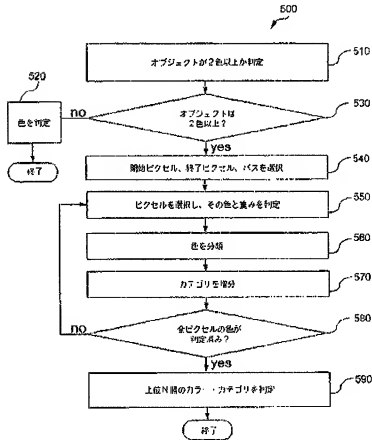 500
オブジェクトが2色以上か判定
510
520
色を判定
no
オブジェクトは
2色以上?
530
終了
yes
開始ピクセル、終了ピクセル、パスを選択
540
ピクセルを選択し、その色と重みを判定
550
色を分類
560
カテゴリを増分
570
no
全ピクセルの色が
判定済み?
580
yes
上位N個のカラー・カテゴリを判定
590
終了